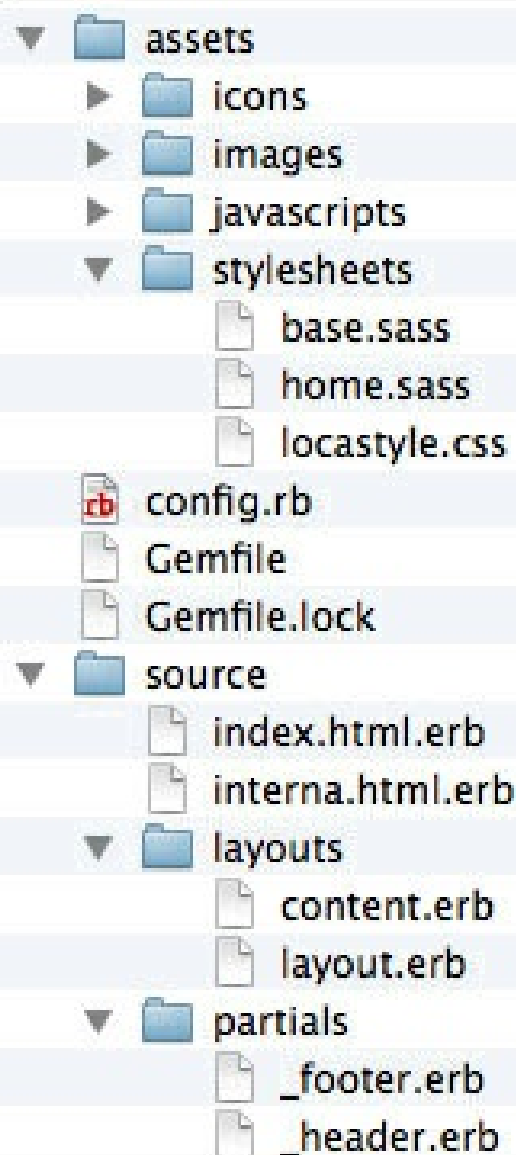 assets
icons
images
javascripts
stylesheets
base.sass
home.sass
locastyle.css
rb config.rb
Gemfile
Gemfile.lock
source
index.html.erb
interna.html.erb
layouts
content.erb
layout.erb
partials
_footer.erb
_header.erb